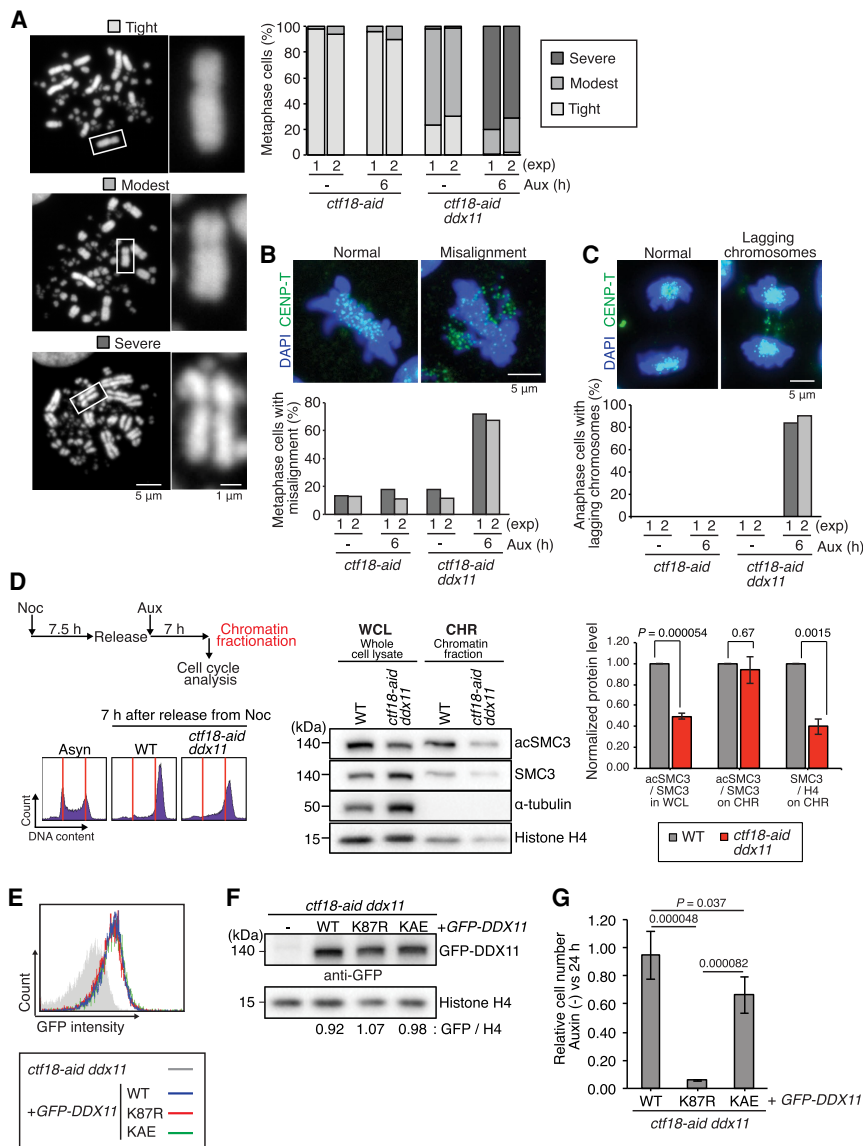 A
Tight
Modest
Severe
5 µm
1 µm
Metaphase cells (%)
100
80
60
40
20
0
1 2 1 2 1 2 1 2 (exp)
- 6 - 6 Aux (h)
ctf18-aid
ctf18-aid
ddx11
Severe
Modest
Tight
B
Normal
Misalignment
DAPI CENP-T
5 µm
Metaphase cells with
misalignment (%)
80
60
40
20
0
1 2 1 2 1 2 1 2 (exp)
- 6 - 6 Aux (h)
ctf18-aid
ctf18-aid
ddx11
C
Normal
Lagging
chromosomes
DAPI CENP-T
5 µm
Anaphase cells with
lagging chromosomes (%)
100
80
60
40
20
0
1 2 1 2 1 2 1 2 (exp)
- 6 - 6 Aux (h)
ctf18-aid
ctf18-aid
ddx11
D
Noc
Aux
7.5 h
Release
7 h
Chromatin
fractionation
Cell cycle
analysis
7 h after release from Noc
Asyn
WT
ctf18-aid
ddx11
Count
DNA content
WCL
Whole
cell lysate
CHR
Chromatin
fraction
WT
ctf18-aid
ddx11
WT
ctf18-aid
ddx11
(kDa)
140
acSMC3
140
SMC3
50
α-tubulin
15
Histone H4
Normalized protein level
P = 0.000054
0.67
0.0015
1.20
1.00
0.80
0.60
0.40
0.20
0.00
acSMC3
/ SMC3
in WCL
acSMC3
/ SMC3
on CHR
SMC3
/ H4
on CHR
WT
ctf18-aid
ddx11
E
Count
GFP intensity
ctf18-aid ddx11
+GFP-DDX11
WT
K87R
KAE
F
ctf18-aid ddx11
- WT K87R KAE +GFP-DDX11
(kDa)
140
GFP-DDX11
anti-GFP
15
Histone H4
0.92 1.07 0.98 : GFP / H4
G
Relative cell number
Auxin (-) vs 24 h
P = 0.037
0.000048
0.000082
1.20
1.00
0.80
0.60
0.40
0.20
0.00
WT K87R KAE + GFP-DDX11
ctf18-aid ddx11